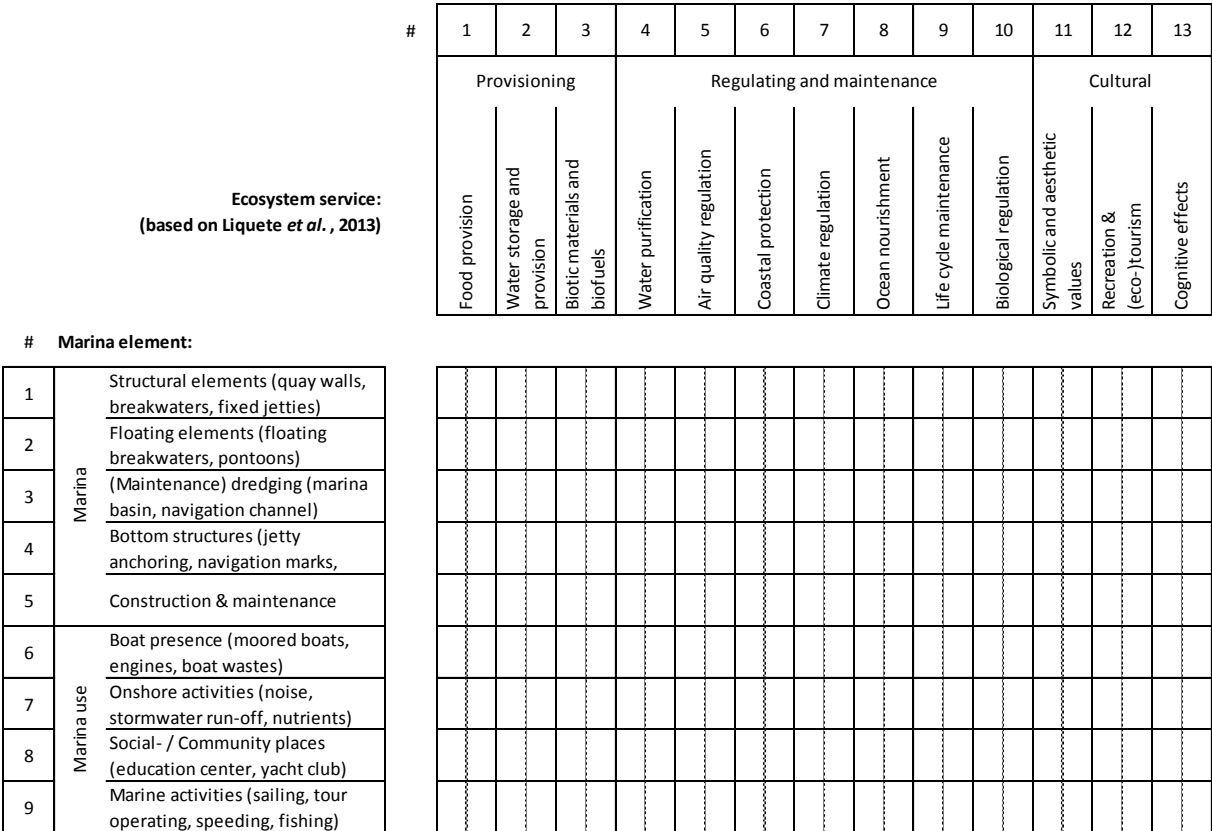 # 1 2 3 4 5 6 7 8 9 10 11 12 13
Provisioning Regulating and maintenance Cultural
Ecosystem service:
(based on Liquete et al. , 2013)
Food provision
Water storage and
provision
Biotic materials and
biofuels
Water purification
Air quality regulation
Coastal protection
Climate regulation
Ocean nourishment
Life cycle maintenance
Biological regulation
Symbolic and aesthetic
values
Recreation &
(eco-)tourism
Cognitive effects
# Marina element:
Marina
1 Structural elements (quay walls,
breakwaters, fixed jetties)
2 Floating elements (floating
breakwaters, pontoons)
3 (Maintenance) dredging (marina
basin, navigation channel)
4 Bottom structures (jetty
anchoring, navigation marks,
5 Construction & maintenance
Marina use
6 Boat presence (moored boats,
engines, boat wastes)
7 Onshore activities (noise,
stormwater run-off, nutrients)
8 Social- / Community places
(education center, yacht club)
9 Marine activities (sailing, tour
operating, speeding, fishing)